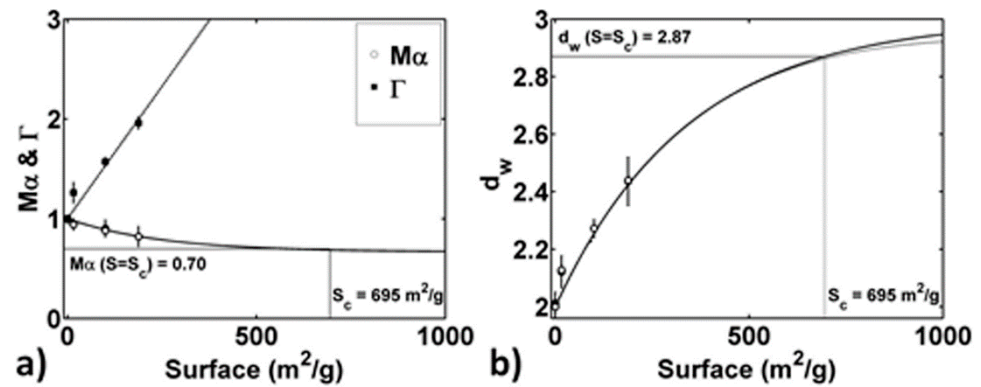 3
2
1
0
Mα & Γ
Mα
Γ
Mα (S=Sc) = 0.70
Sc = 695 m²/g
0
500
1000
Surface (m²/g)
a)
3
2.8
2.6
2.4
2.2
2
dw
dw (S=Sc) = 2.87
Sc = 695 m²/g
0
500
1000
Surface (m²/g)
b)